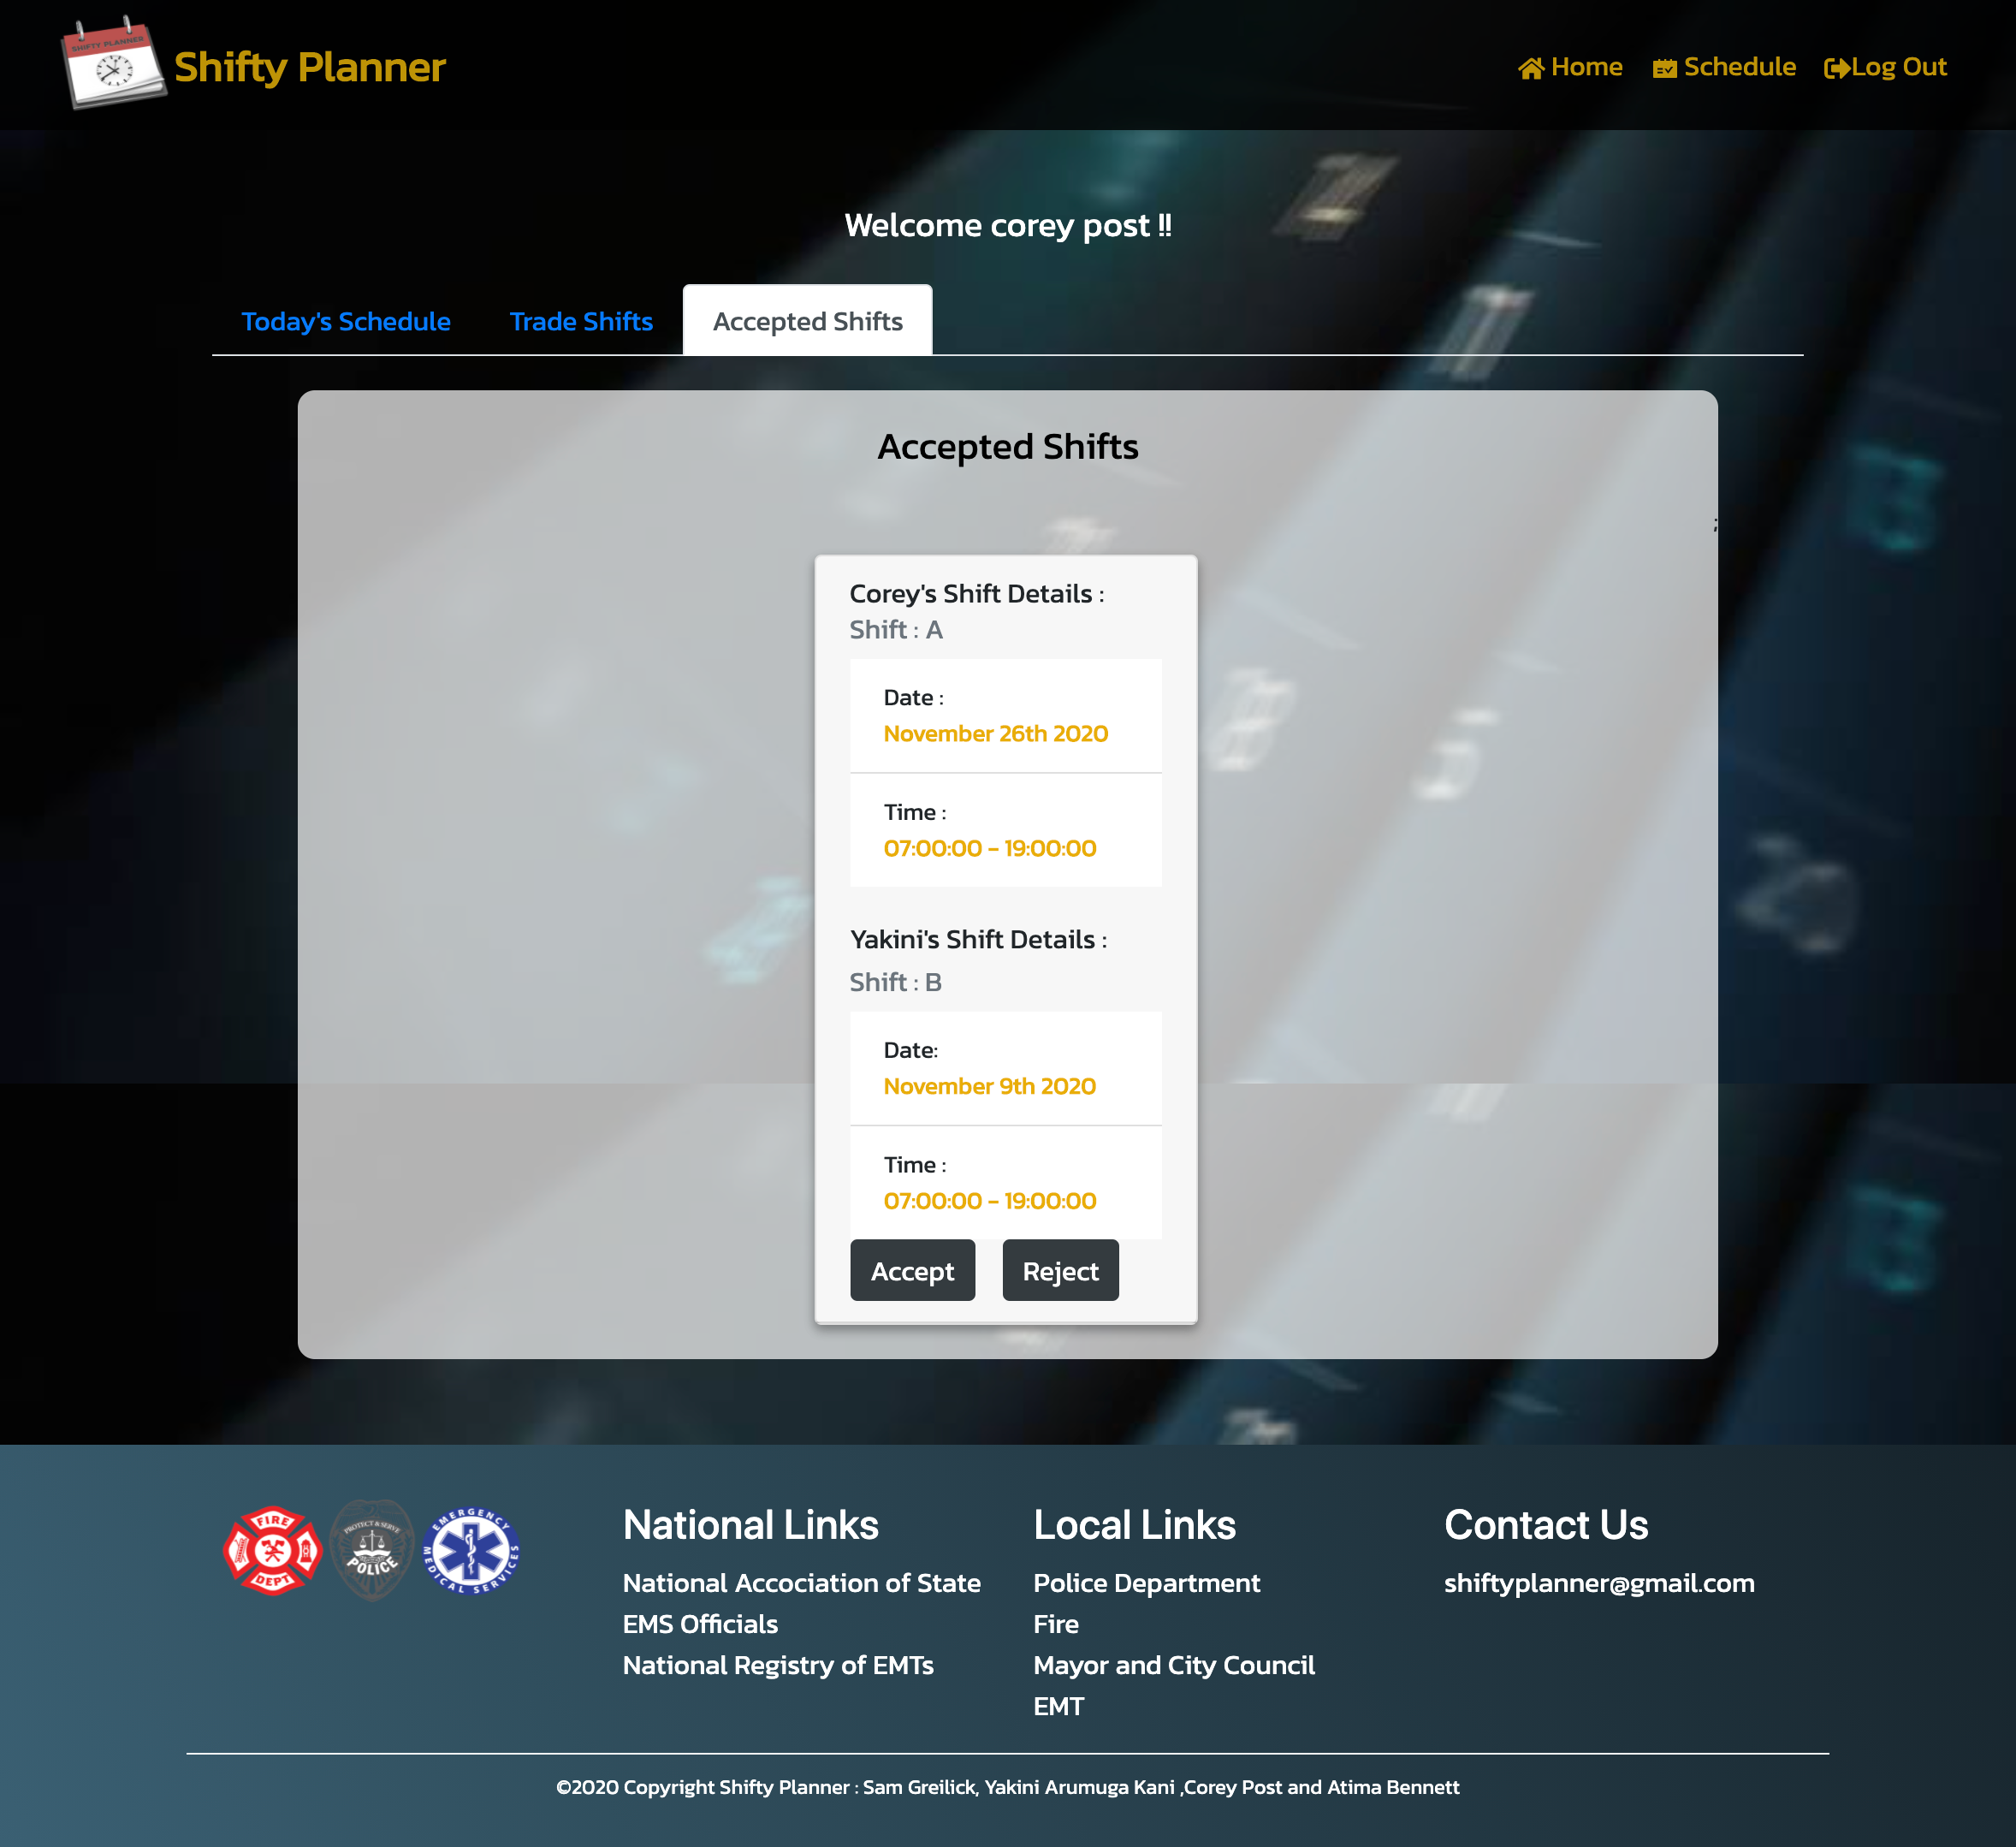 SHIFTY PLANNER
Shifty Planner
Home
Schedule
Log Out
Welcome corey post !!
Today's Schedule
Trade Shifts
Accepted Shifts
Accepted Shifts
;
Corey's Shift Details :
Shift : A
Date :
November 26th 2020
Time :
07:00:00 - 19:00:00
Yakini's Shift Details :
Shift : B
Date:
November 9th 2020
Time :
07:00:00 - 19:00:00
Accept
Reject
FIRE
DEPT
PROTECT & SERVE
POLICE
EMERGENCY
MEDICAL SERVICES
National Links
National Accociation of State
EMS Officials
National Registry of EMTs
Local Links
Police Department
Fire
Mayor and City Council
EMT
Contact Us
shiftyplanner@gmail.com
©2020 Copyright Shifty Planner : Sam Greilick, Yakini Arumuga Kani ,Corey Post and Atima Bennett